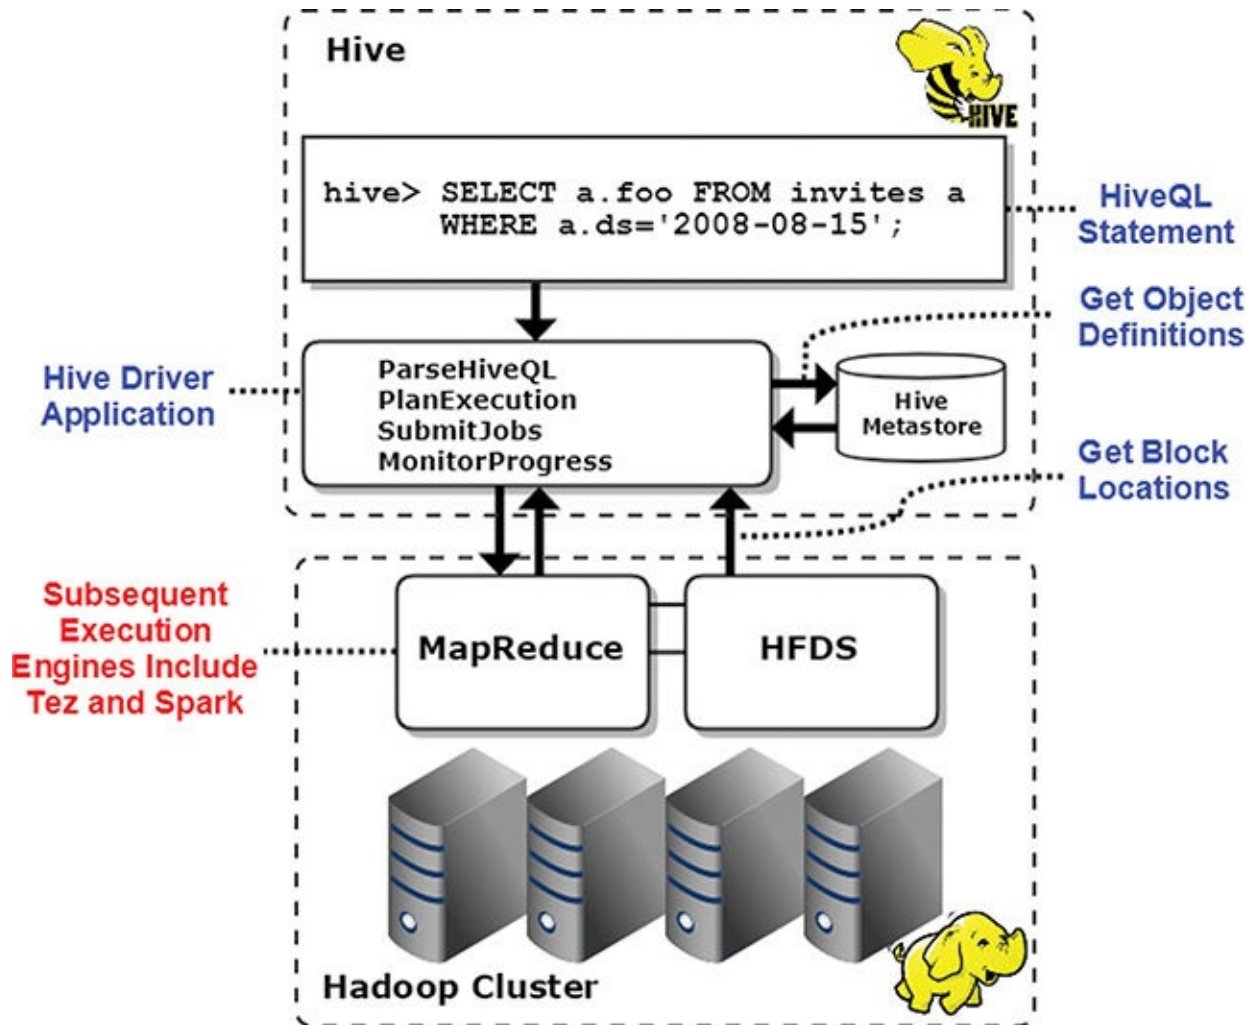 Hive
HIVE
hive> SELECT a.foo FROM invites a
WHERE a.ds='2008-08-15';
HiveQL
Statement
Get Object
Definitions
Hive Driver
Application
ParseHiveQL
PlanExecution
SubmitJobs
MonitorProgress
Hive
Metastore
Get Block
Locations
Subsequent
Execution
Engines Include
Tez and Spark
MapReduce
HFDS
Hadoop Cluster